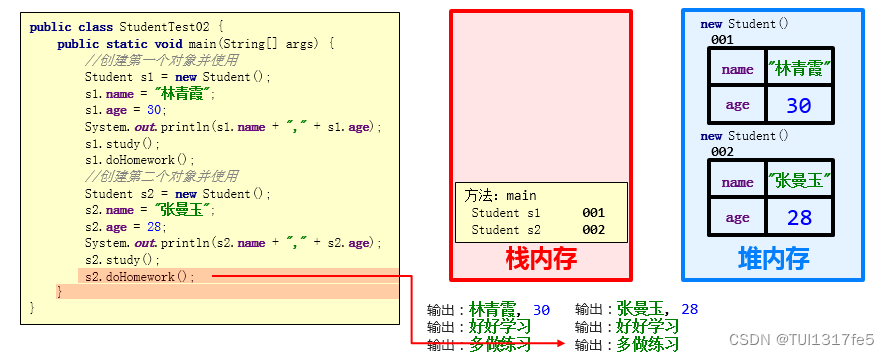 public class StudentTest02 {
public static void main(String[] args) {
//创建第一个对象并使用
Student s1 = new Student();
s1.name = "林青霞";
s1.age = 30;
System.out.println(s1.name + "," + s1.age);
s1.study();
s1.doHomework();
//创建第二个对象并使用
Student s2 = new Student();
s2.name = "张曼玉";
s2.age = 28;
System.out.println(s2.name + "," + s2.age);
s2.study();
s2.doHomework();
}
}
方法：main
Student s1 001
Student s2 002
栈内存
new Student()
001
name "林青霞"
age 30
new Student()
002
name "张曼玉"
age 28
堆内存
输出：林青霞, 30
输出：好好学习
输出：多做练习
输出：张曼玉, 28
输出：好好学习
输出：多做练习
CSDN @TUI1317fe5